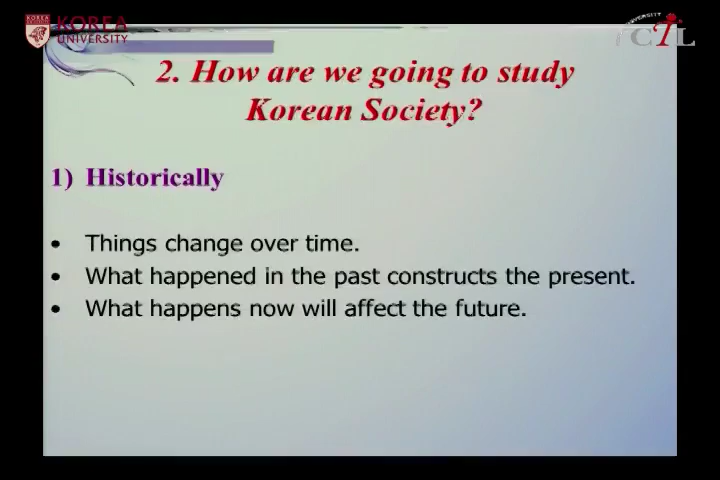 KOREA
UNIVERSITY
UNIVERSITY
CTL
2. How are we going to study
Korean Society?
1) Historically
• Things change over time.
• What happened in the past constructs the present.
• What happens now will affect the future.